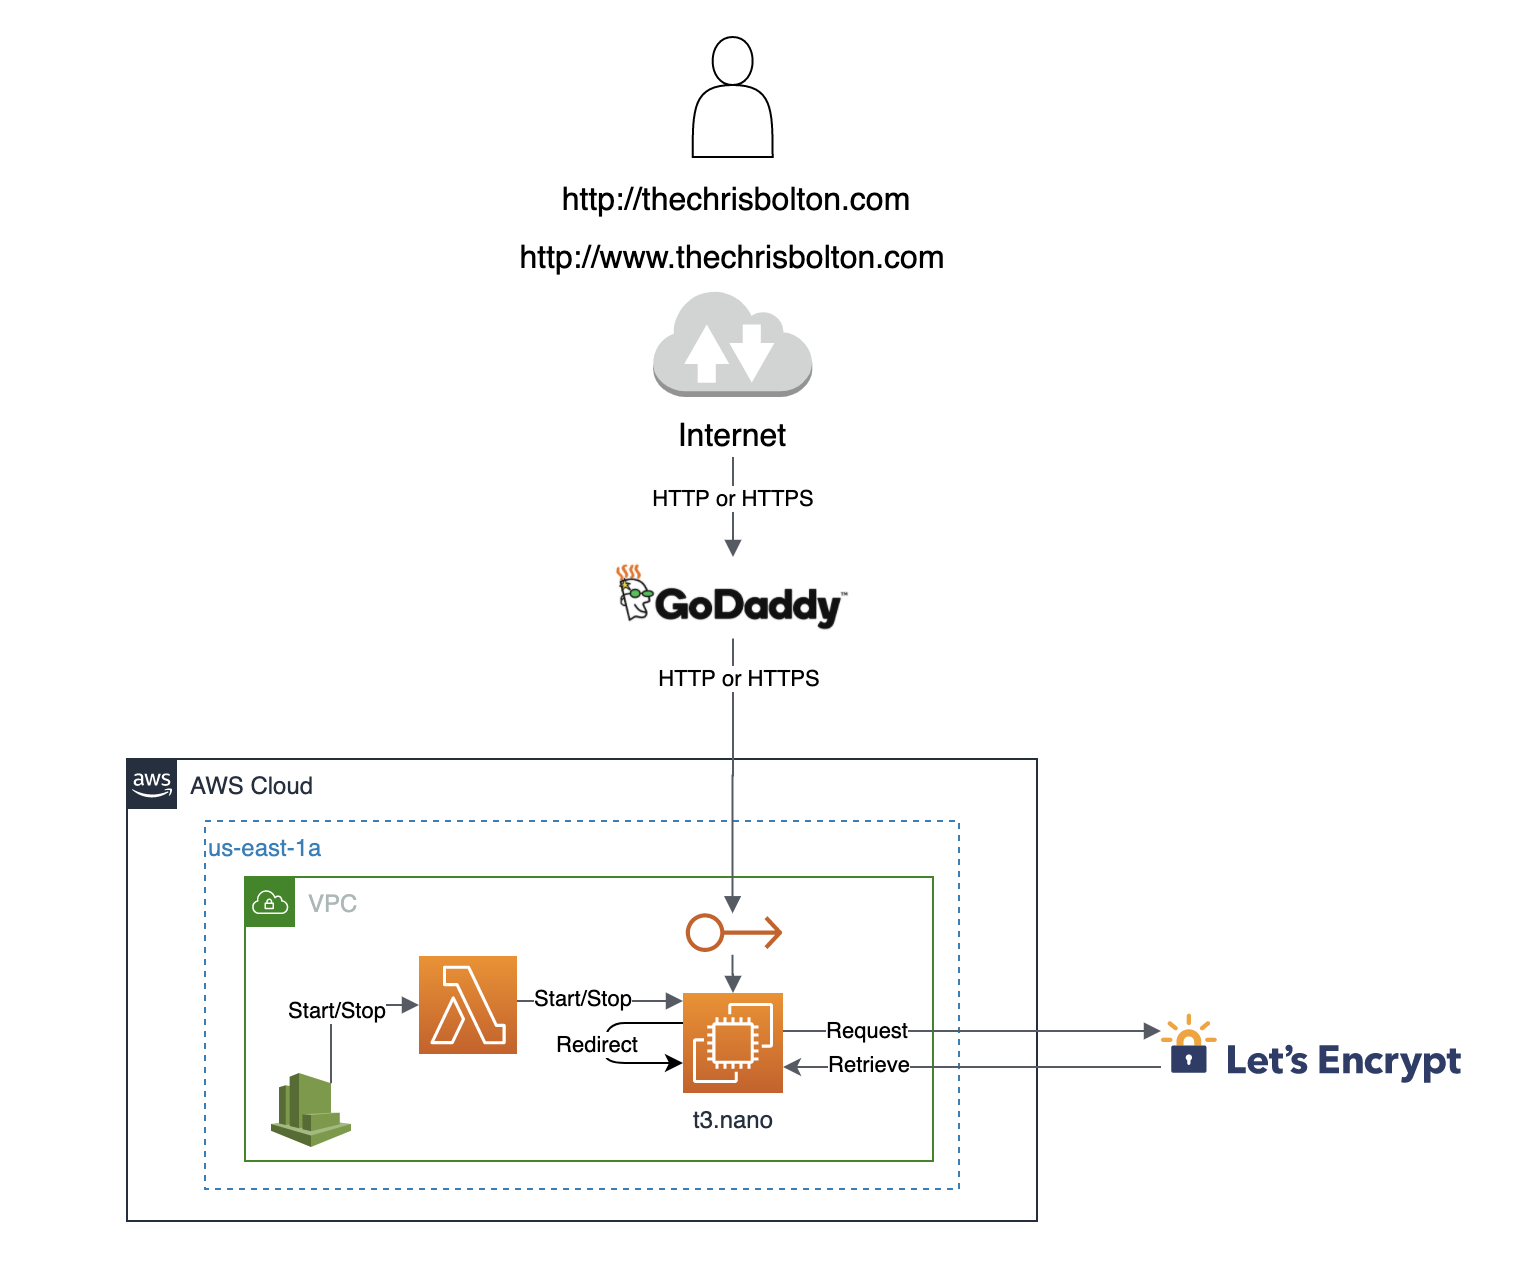 http://thechrisbolton.com
http://www.thechrisbolton.com
Internet
HTTP or HTTPS
GoDaddy™
HTTP or HTTPS
aws
AWS Cloud
us-east-1a
VPC
Start/Stop
Start/Stop
Redirect
Request
Retrieve
Let's Encrypt
t3.nano